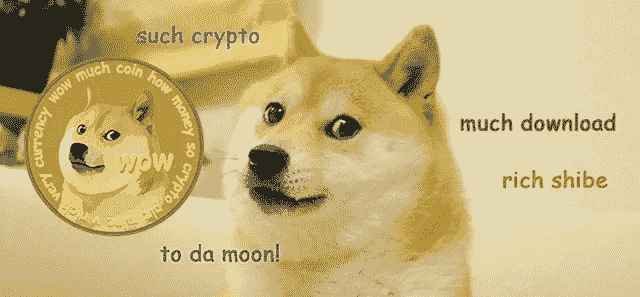 such crypto
very currency wow much coin how money so crypto
wow
much download
rich shibe
to da moon!